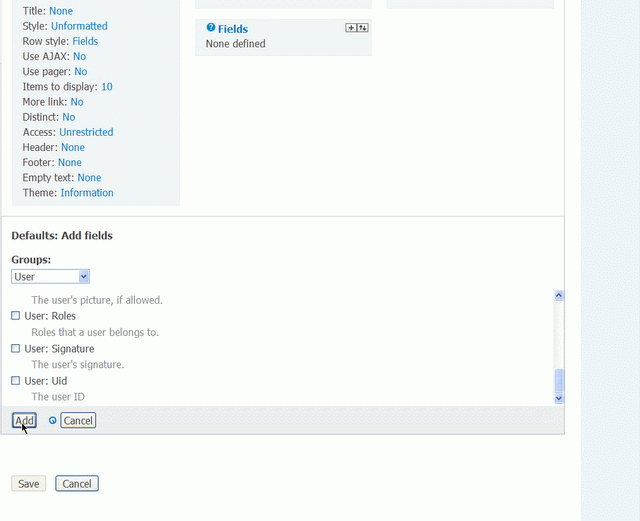 Title: None
Style: Unformatted
Row style: Fields
Use AJAX: No
Use pager: No
Items to display: 10
More link: No
Distinct: No
Access: Unrestricted
Header: None
Footer: None
Empty text: None
Theme: Information
Fields
None defined
Defaults: Add fields
Groups:
User
The user's picture, if allowed.
User: Roles
Roles that a user belongs to.
User: Signature
The user's signature.
User: Uid
The user ID
Add Cancel
Save Cancel